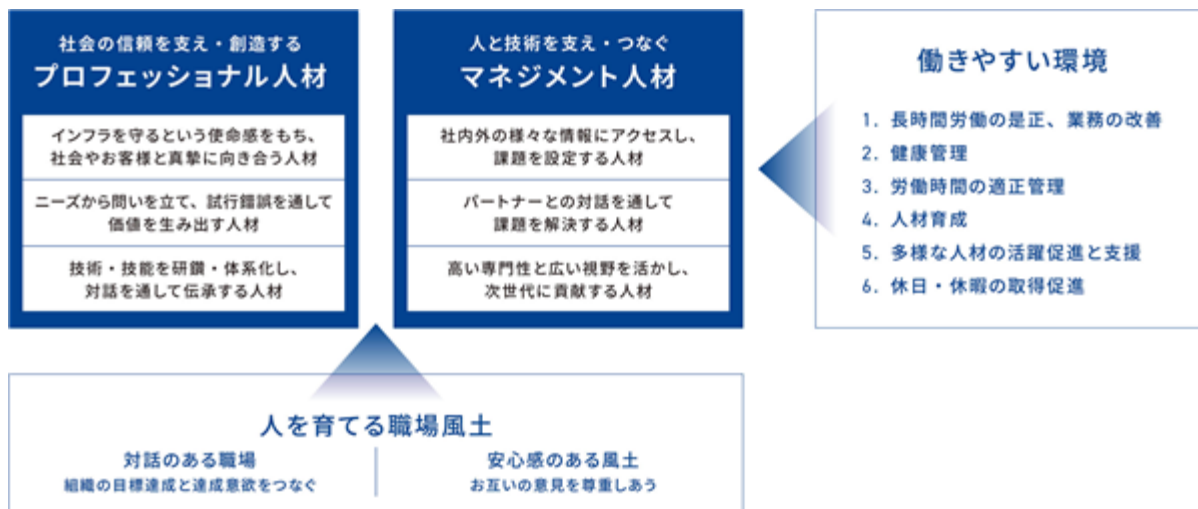 社会の信頼を支え・創造する
プロフェッショナル人材
インフラを守るという使命感をもち、
社会やお客様と真摯に向き合う人材
ニーズから問いを立て、試行錯誤を通して
価値を生み出す人材
技術・技能を研鑽・体系化し、
対話を通して伝承する人材
人と技術を支え・つなぐ
マネジメント人材
社内外の様々な情報にアクセスし、
課題を設定する人材
パートナーとの対話を通して
課題を解決する人材
高い専門性と広い視野を活かし、
次世代に貢献する人材
働きやすい環境
1. 長時間労働の是正、業務の改善
2. 健康管理
3. 労働時間の適正管理
4. 人材育成
5. 多様な人材の活躍促進と支援
6. 休日・休暇の取得促進
人を育てる職場風土
対話のある職場
組織の目標達成と達成意欲をつなぐ
安心感のある風土
お互いの意見を尊重しあう